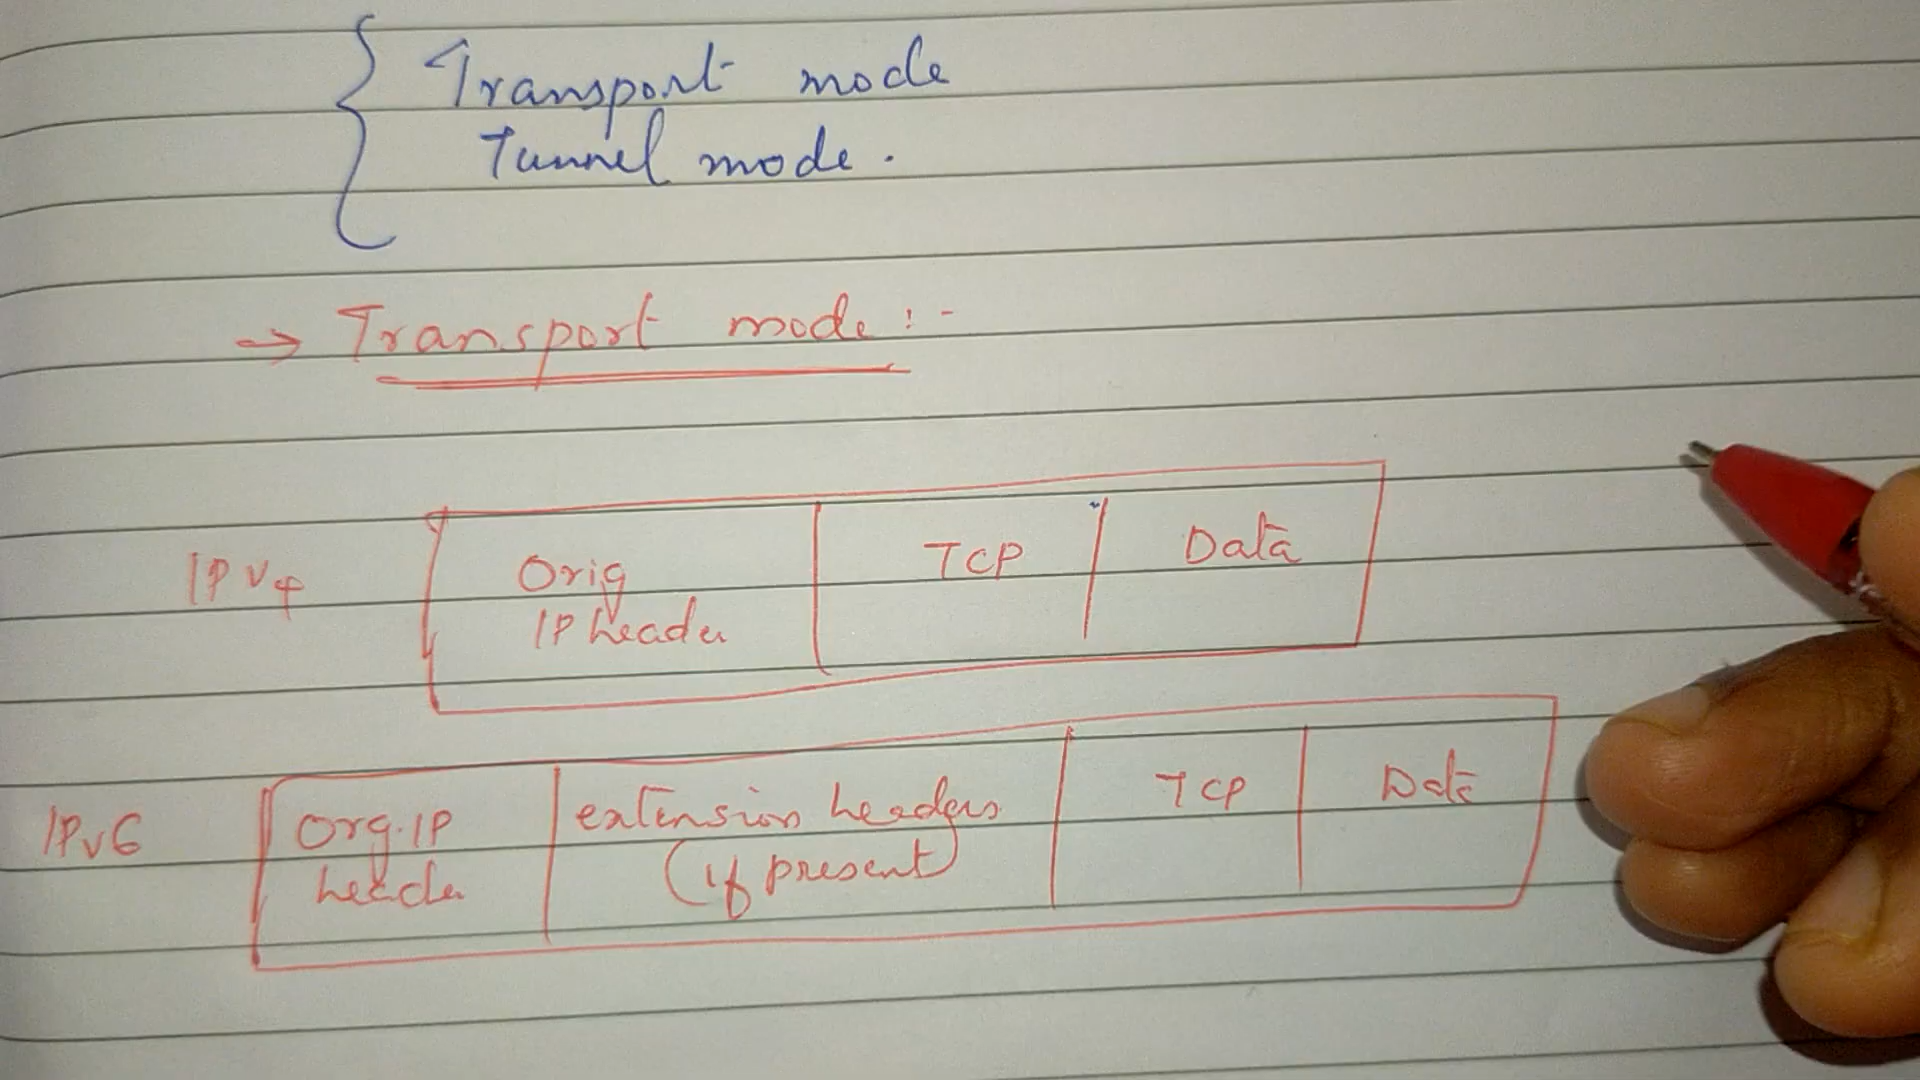 Transport mode
Tunnel mode.
→ Transport mode:-
IPv4 Orig IP header TCP Data
IPv6 Org.IP header extension headers (if present) TCP Data